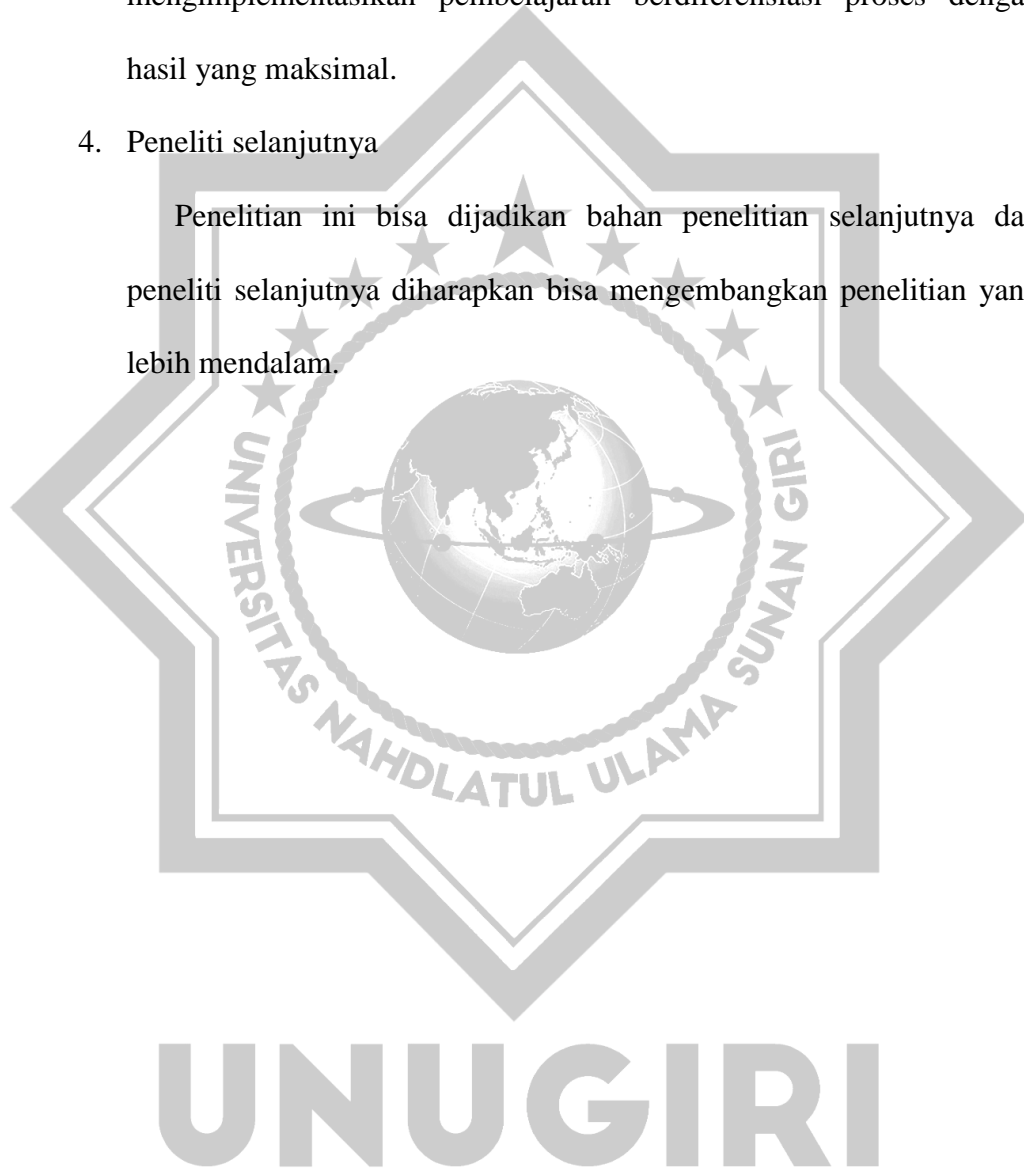 mengimplementasikan pembelajaran berdiferensiasi proses denga
hasil yang maksimal.
4. Peneliti selanjutnya
Penelitian ini bisa dijadikan bahan penelitian selanjutnya da
peneliti selanjutnya diharapkan bisa mengembangkan penelitian yan
lebih mendalam.
UNIVERSITAS NAHDLATUL ULAMA SUNAN GIRI
UNUGIRI